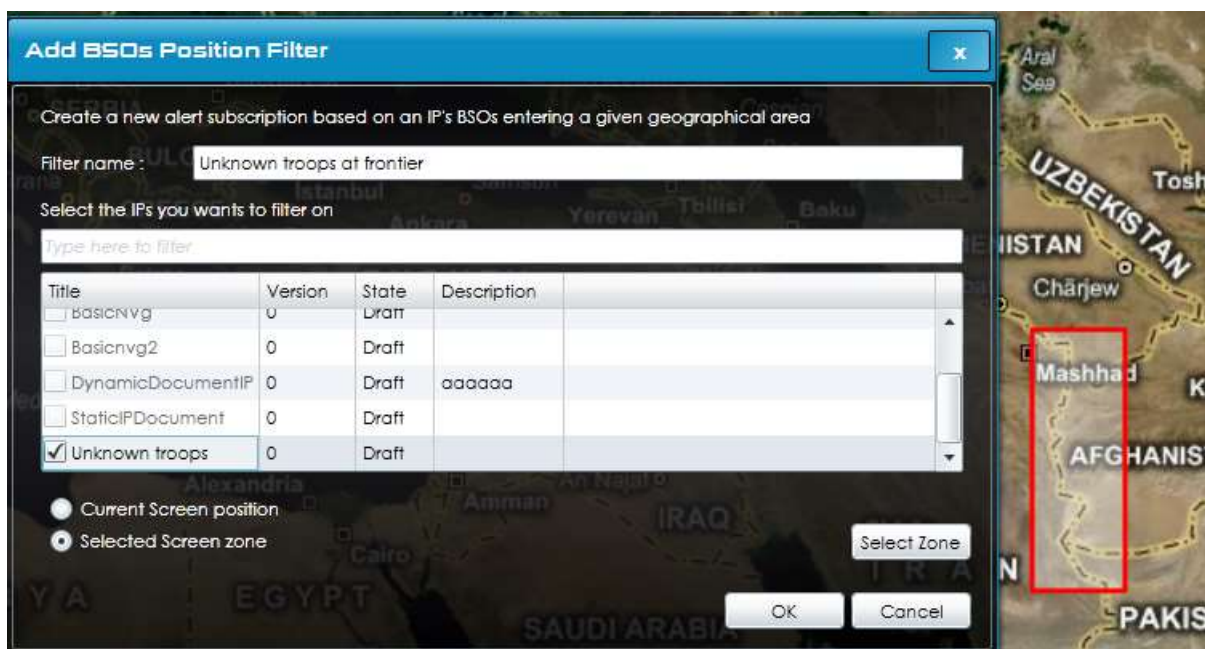 Add BSOs Position Filter
x
Create a new alert subscription based on an IP's BSOs entering a given geographical area
Filter name : Unknown troops at frontier
Select the IPs you wants to filter on
Type here to filter
Title Version State Description
BasicNvg 0 Draft
Basicnvg2 0 Draft
DynamicDocumentIP 0 Draft aaaaaa
StaticIPDocument 0 Draft
Unknown troops 0 Draft
Current Screen position
Selected Screen zone
Select Zone
OK Cancel
Aral
Sea
UZBEKISTAN
Tosh
NISTAN
Chärjew
Mashhad
K
AFGHANIS
N
PAKIS
Istanbul
Ankara
Yerevan
Tbilisi
Baku
Alexandria
Amman
An Najaf
IRAQ
Cairo
EGYPT
SAUDI ARABIA